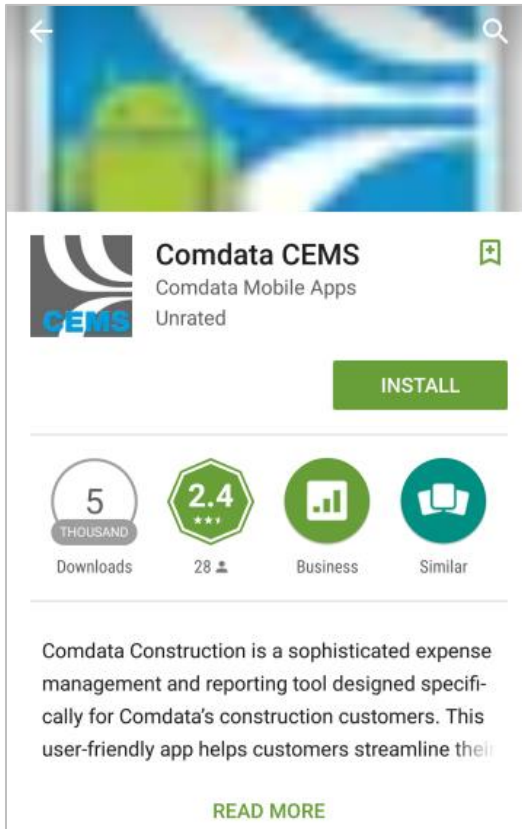 Comdata CEMS
Comdata Mobile Apps
CEMS
Unrated
INSTALL
5
THOUSAND
Downloads
2.4
28
Business
Similar
Comdata Construction is a sophisticated expense
management and reporting tool designed specifi-
cally for Comdata's construction customers. This
user-friendly app helps customers streamline their
READ MORE